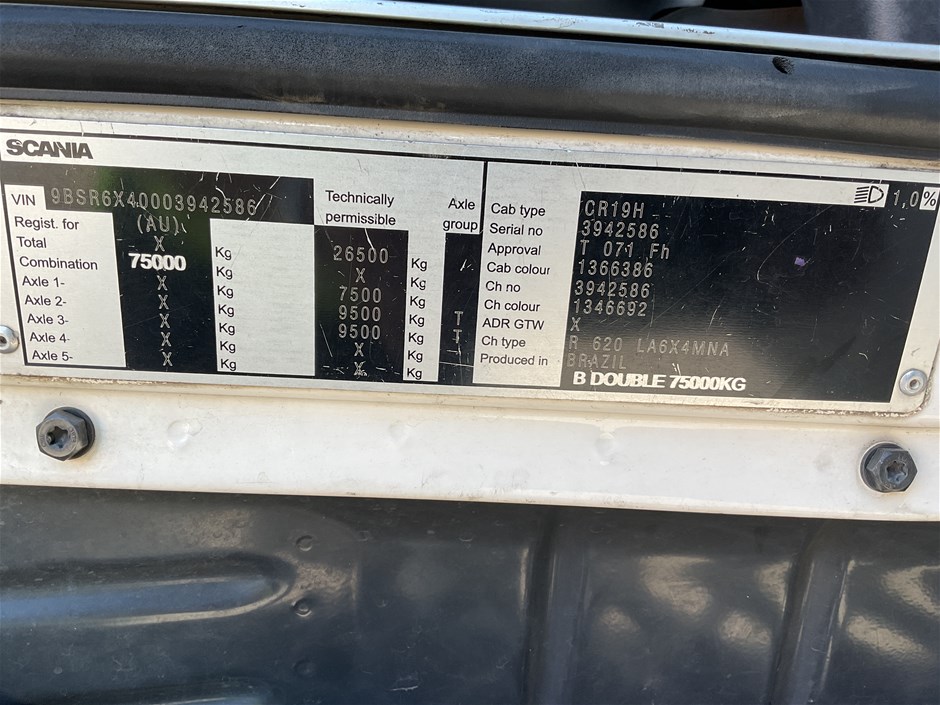 SCANIA
VIN 9BSR6X40003942586
Regist. for (AU) Technically permissible Axle group
Total X Kg 26500 Kg
Combination 75000 Kg X Kg
Axle 1- X Kg 7500 Kg
Axle 2- X Kg 9500 Kg T
Axle 3- X Kg 9500 Kg T
Axle 4- X Kg X Kg
Axle 5- X Kg X Kg
1,0%
Cab type CR19H
Serial no 3942586
Approval T 071 Fh
Cab colour 1366386
Ch no 3942586
Ch colour 1346692
ADR GTW X
Ch type R 620 LA6X4MNA
Produced in BRAZIL
B DOUBLE 75000KG